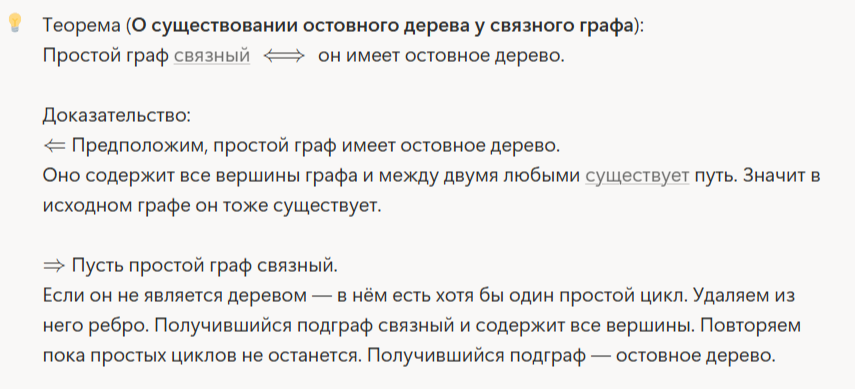 💡 Теорема (О существовании остовного дерева у связного графа):
Простой граф связный ⟺ он имеет остовное дерево.
Доказательство:
⇐ Предположим, простой граф имеет остовное дерево.
Оно содержит все вершины графа и между двумя любыми существует путь. Значит в
исходном графе он тоже существует.
⇒ Пусть простой граф связный.
Если он не является деревом — в нём есть хотя бы один простой цикл. Удаляем из
него ребро. Получившийся подграф связный и содержит все вершины. Повторяем
пока простых циклов не останется. Получившийся подграф — остовное дерево.